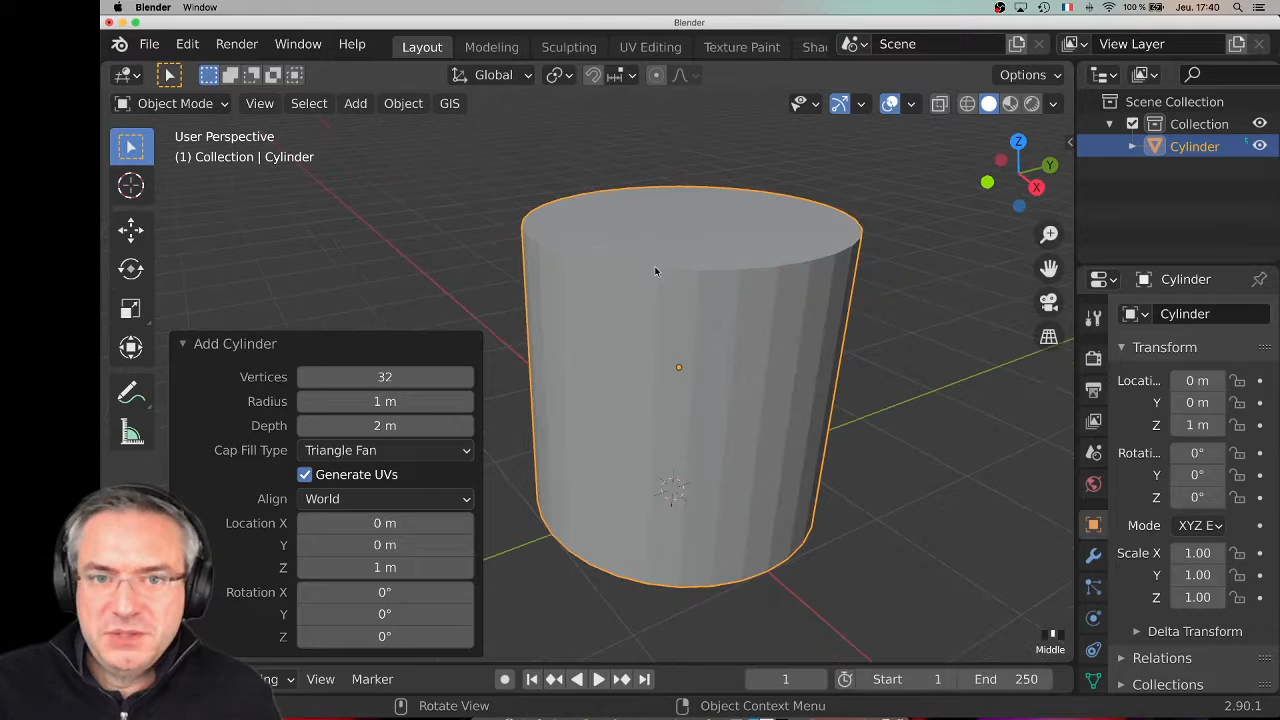 Blender Window
100 % Jeu. 17:40
Blender
File Edit Render Window Help
Layout Modeling Sculpting UV Editing Texture Paint Sha
Scene
View Layer
Global
Options
Object Mode View Select Add Object GIS
User Perspective
(1) Collection | Cylinder
Scene Collection
Collection
Cylinder
Z
Y
X
Cylinder
Cylinder
Transform
Locati... 0 m
Y 0 m
Z 1 m
Rotatio... 0°
Y 0°
Z 0°
Mode XYZ E
Scale X 1.00
Y 1.00
Z 1.00
Delta Transform
Relations
Collections
Add Cylinder
Vertices 32
Radius 1 m
Depth 2 m
Cap Fill Type Triangle Fan
Generate UVs
Align World
Location X 0 m
Y 0 m
Z 1 m
Rotation X 0°
Y 0°
Z 0°
Middle
ng View Marker
1
Start 1 End 250
Rotate View
Object Context Menu
2.90.1